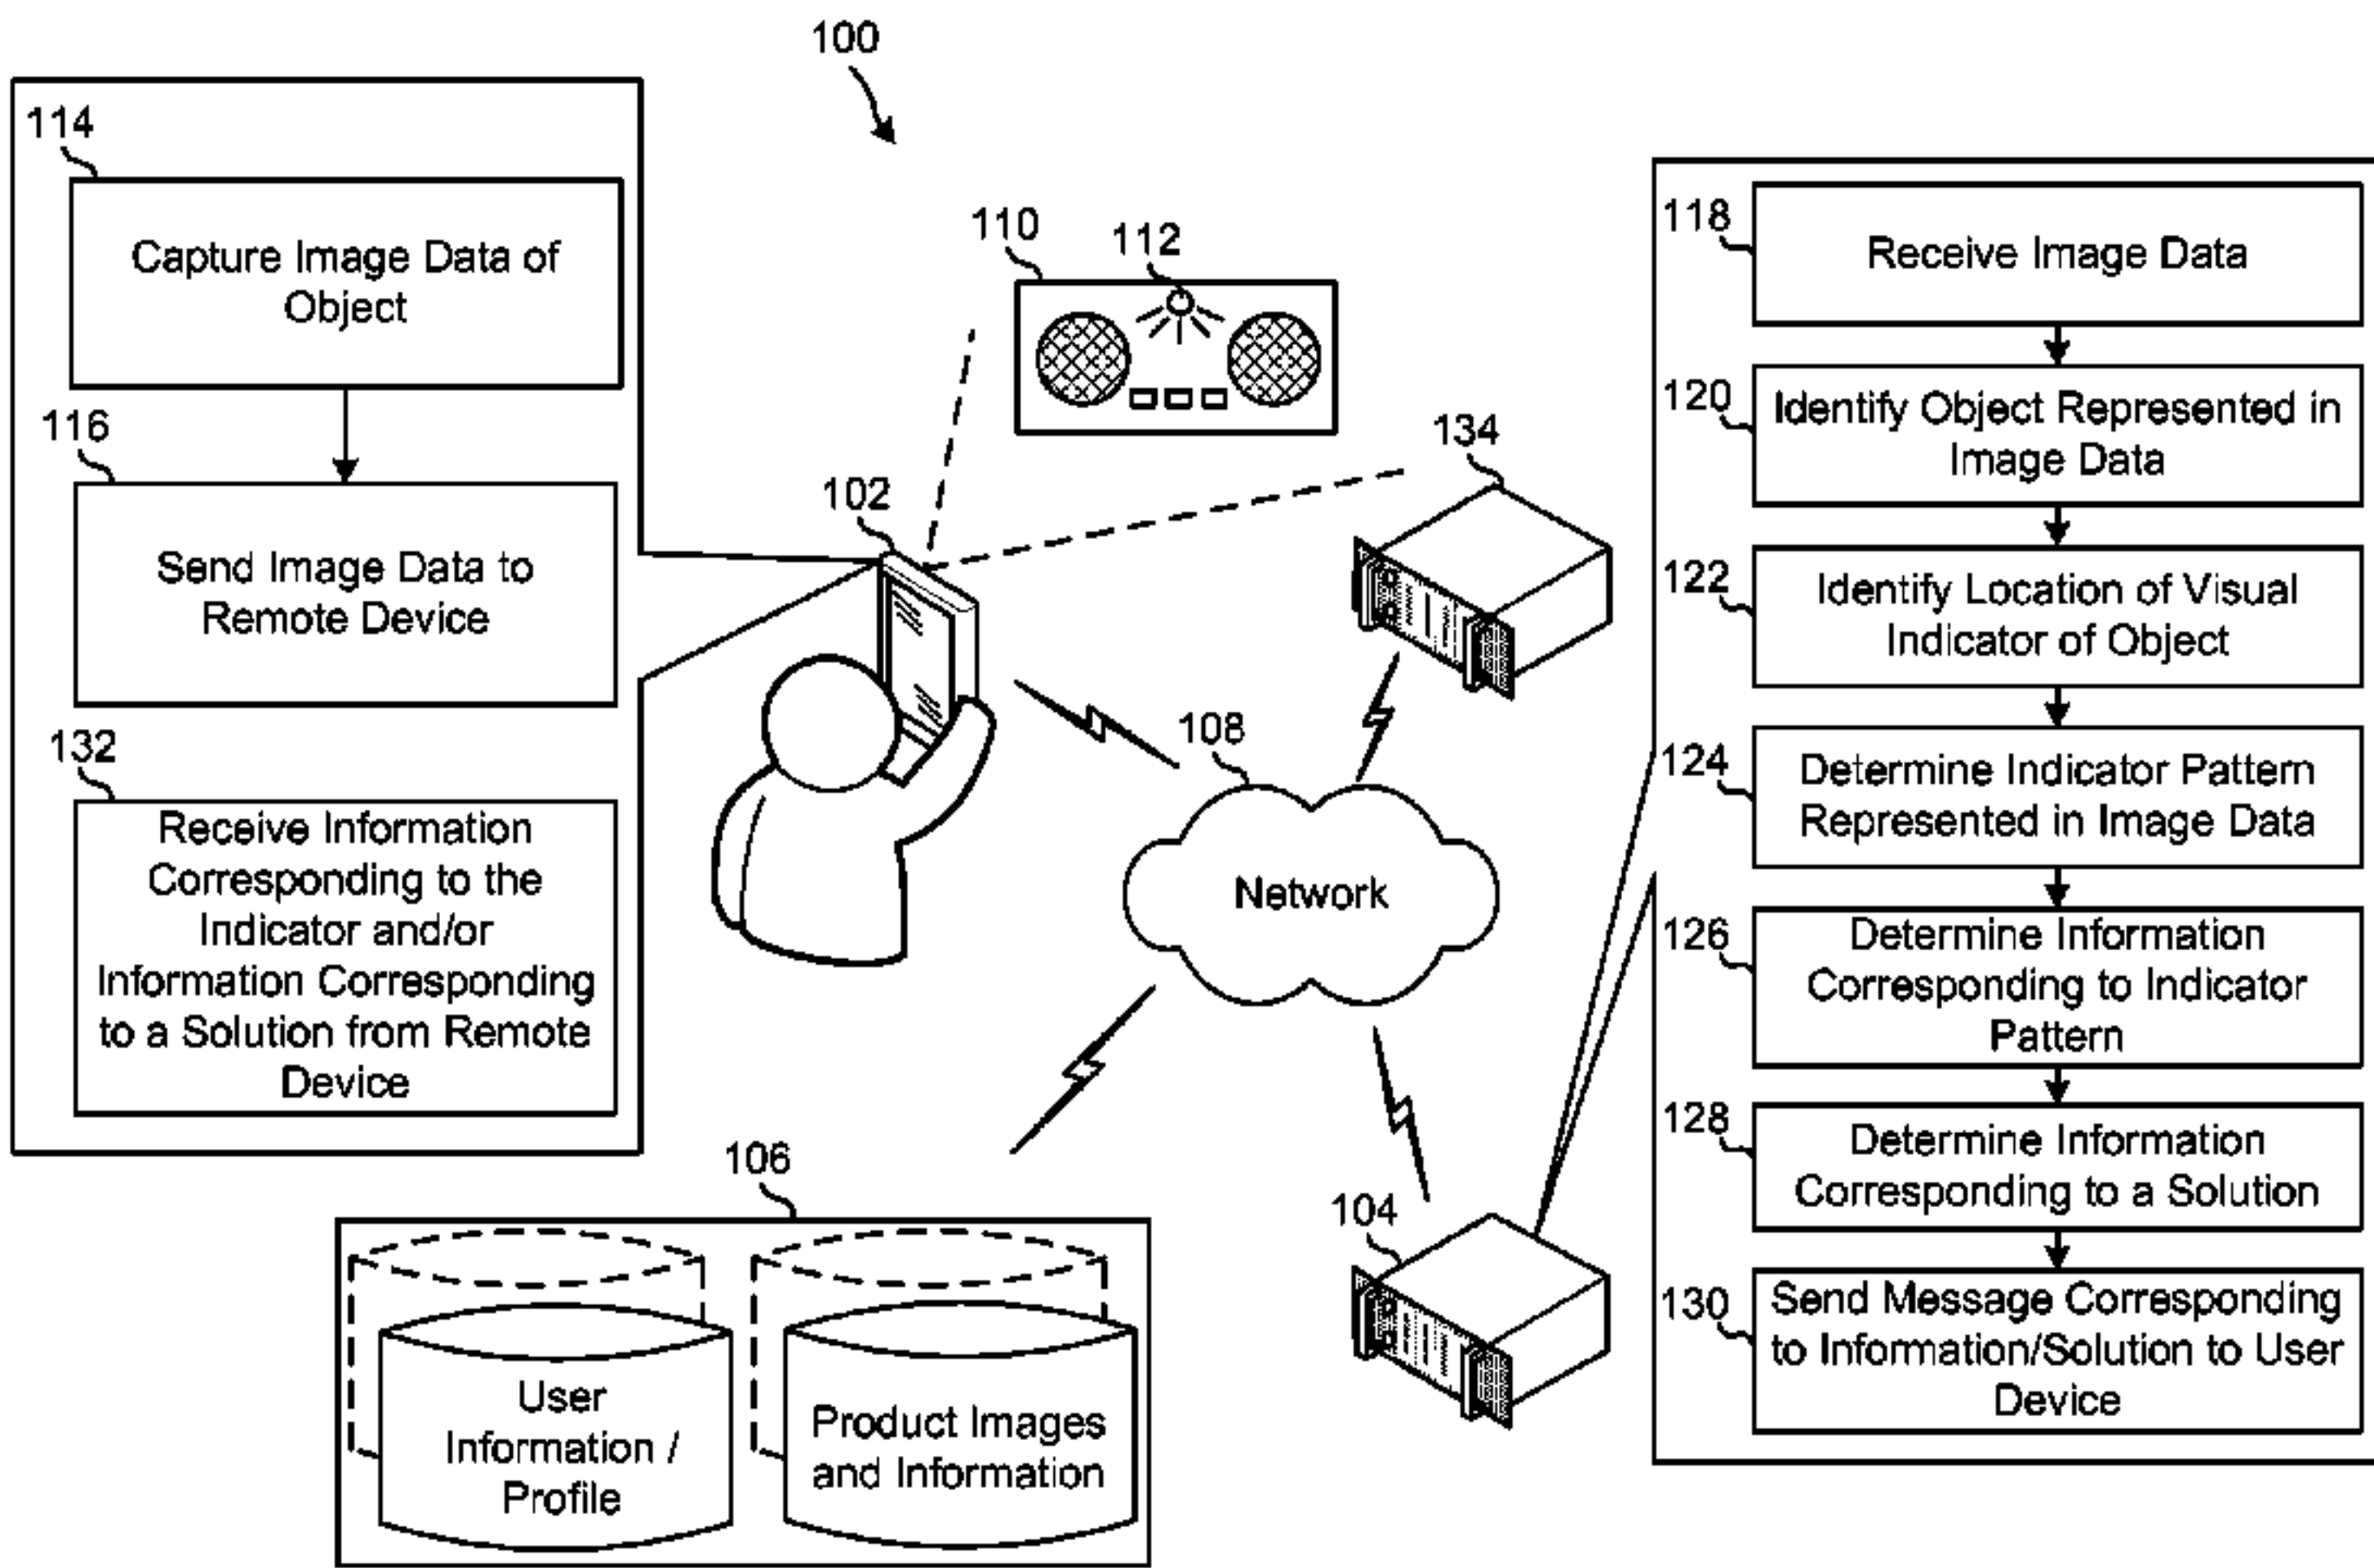 100
114
Capture Image Data of
Object
116
Send Image Data to
Remote Device
132
Receive Information
Corresponding to the
Indicator and/or
Information Corresponding
to a Solution from Remote
Device
110
112
102
134
108
Network
106
User
Information /
Profile
Product Images
and Information
104
118
Receive Image Data
120
Identify Object Represented in
Image Data
122
Identify Location of Visual
Indicator of Object
124
Determine Indicator Pattern
Represented in Image Data
126
Determine Information
Corresponding to Indicator
Pattern
128
Determine Information
Corresponding to a Solution
130
Send Message Corresponding
to Information/Solution to User
Device